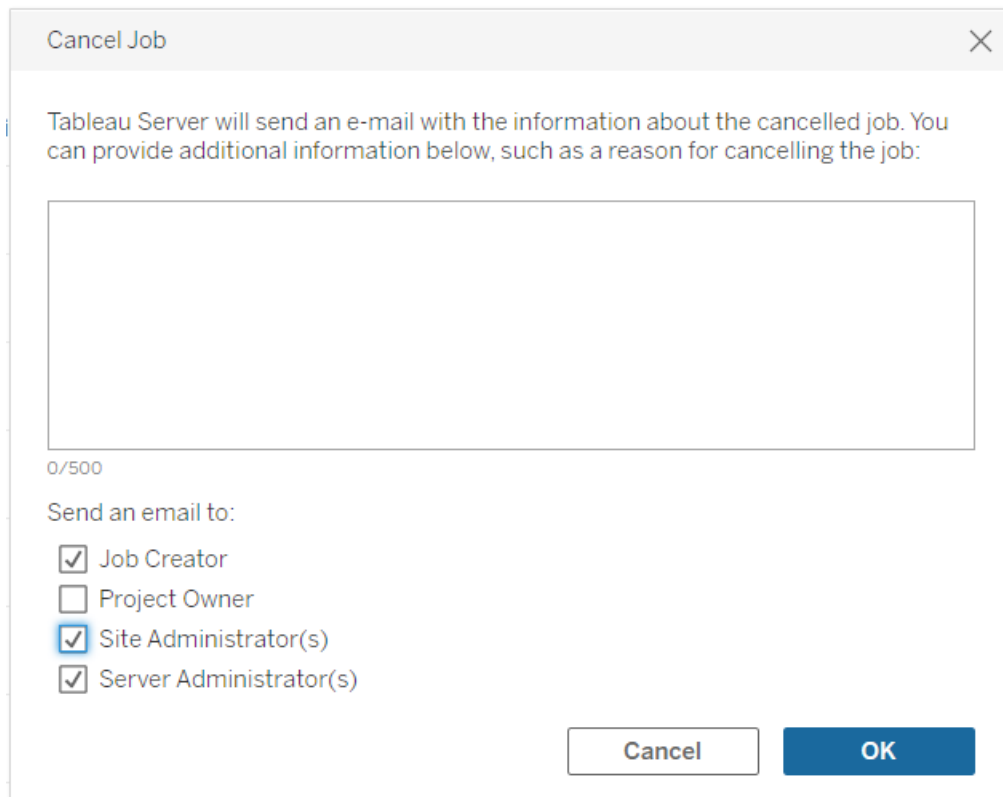 Cancel Job
Tableau Server will send an e-mail with the information about the cancelled job. You
can provide additional information below, such as a reason for cancelling the job:
0/500
Send an email to:
Job Creator
Project Owner
Site Administrator(s)
Server Administrator(s)
Cancel
OK